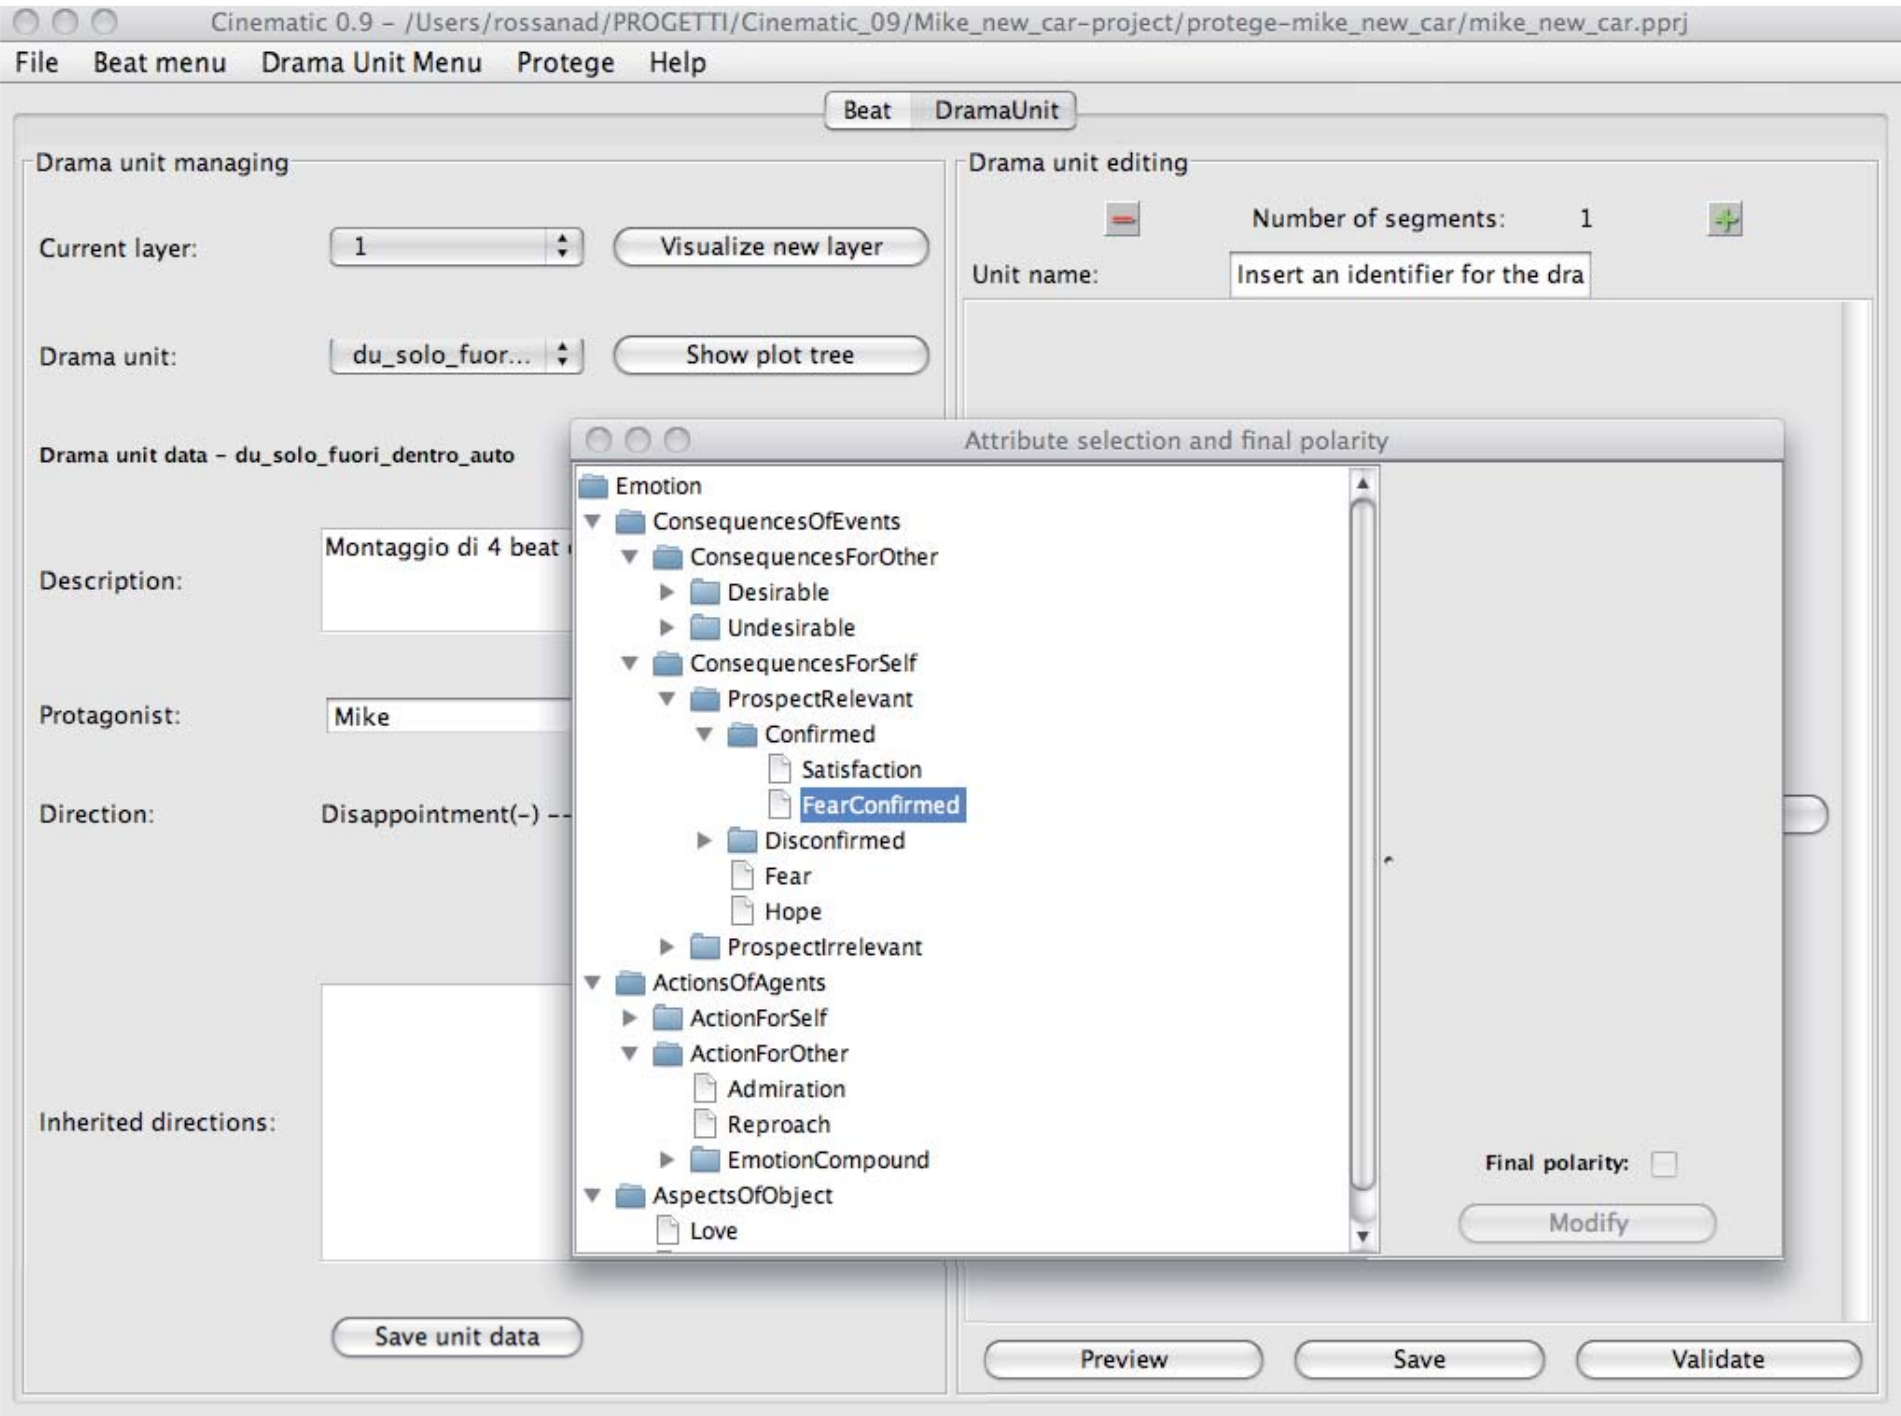 Cinematic 0.9 – /Users/rossanad/PROGETTI/Cinematic_09/Mike_new_car-project/protege-mike_new_car/mike_new_car.pprj
File Beat menu Drama Unit Menu Protege Help
Beat DramaUnit
Drama unit managing
Current layer: 1 Visualize new layer
Drama unit: du_solo_fuor... Show plot tree
Drama unit data – du_solo_fuori_dentro_auto
Description: Montaggio di 4 beat
Protagonist: Mike
Direction: Disappointment(-) --
Inherited directions:
Save unit data
Drama unit editing
Number of segments: 1
Unit name: Insert an identifier for the dra
Attribute selection and final polarity
Emotion
ConsequencesOfEvents
ConsequencesForOther
Desirable
Undesirable
ConsequencesForSelf
ProspectRelevant
Confirmed
Satisfaction
FearConfirmed
Disconfirmed
Fear
Hope
ProspectIrrelevant
ActionsOfAgents
ActionForSelf
ActionForOther
Admiration
Reproach
EmotionCompound
AspectsOfObject
Love
Final polarity:
Modify
Preview Save Validate